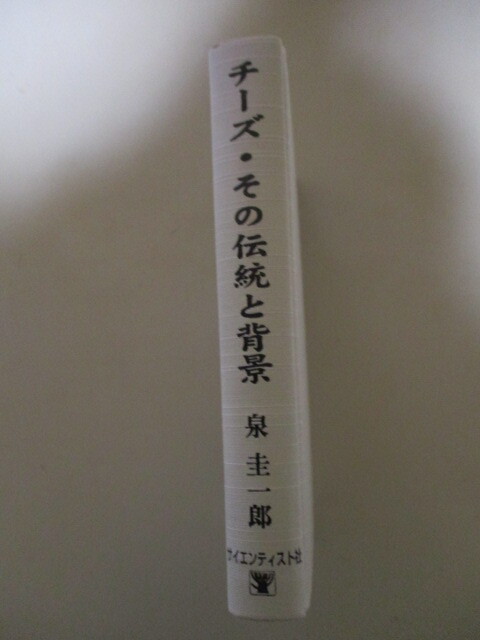 チーズ・その伝統と背景
泉 圭一郎
サイエンティスト社